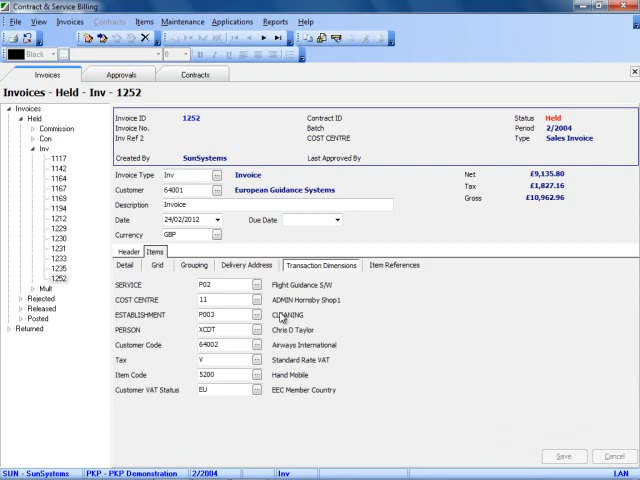 Contract & Service Billing
File View Invoices Contracts Items Maintenance Applications Reports Help
Black 0
Invoices Approvals Contracts
Invoices - Held - Inv - 1252
Invoices
Held
Commission
Con
Inv
1117
1142
1164
1167
1169
1194
1212
1229
1230
1231
1233
1235
1252
Mult
Rejected
Released
Posted
Returned
Invoice ID 1252 Contract ID Status Held
Invoice No. Batch Period 2/2004
Inv Ref 2 COST CENTRE Type Sales Invoice
Created By SunSystems Last Approved By
Invoice Type Inv ... Invoice Net £9,135.80
Customer 64001 ... European Guidance Systems Tax £1,827.16
Description Invoice Gross £10,962.96
Date 24/02/2012 Due Date
Currency GBP ...
Header Items
Detail Grid Grouping Delivery Address Transaction Dimensions Item References
SERVICE P02 ... Flight Guidance S/W
COST CENTRE 11 ... ADMIN Hornsby Shop1
ESTABLISHMENT P003 ... CLEANING
PERSON XCDT ... Chris D Taylor
Customer Code 64002 ... Airways International
Tax V ... Standard Rate VAT
Item Code 5200 ... Hand Mobile
Customer VAT Status EU ... EEC Member Country
Save Cancel
SUN - SunSystems PKP - PKP Demonstration 2/2004 Inv LAN